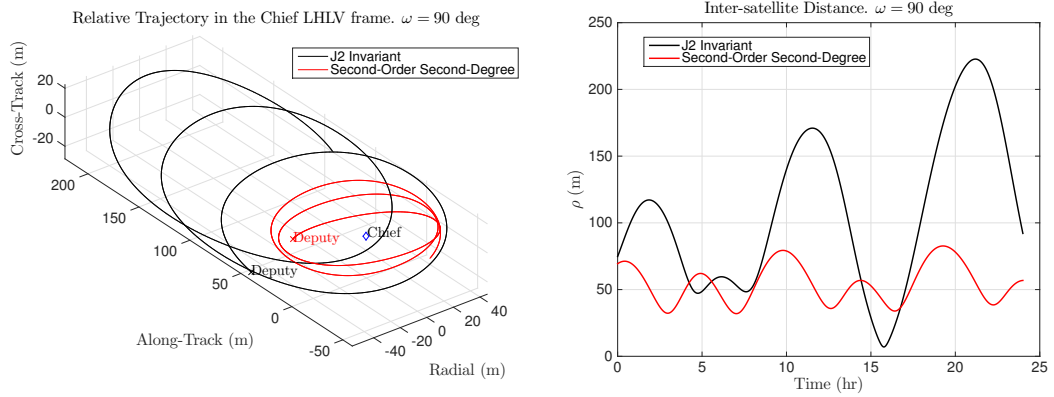 Relative Trajectory in the Chief LHLV frame. ω = 90 deg
J2 Invariant
Second-Order Second-Degree
Cross-Track (m)
20
0
-20
200
150
100
50
0
-50
Along-Track (m)
-40
-20
0
20
40
Radial (m)
Deputy
Chief
Deputy
Inter-satellite Distance. ω = 90 deg
J2 Invariant
Second-Order Second-Degree
ρ (m)
250
200
150
100
50
0
0 5 10 15 20 25
Time (hr)